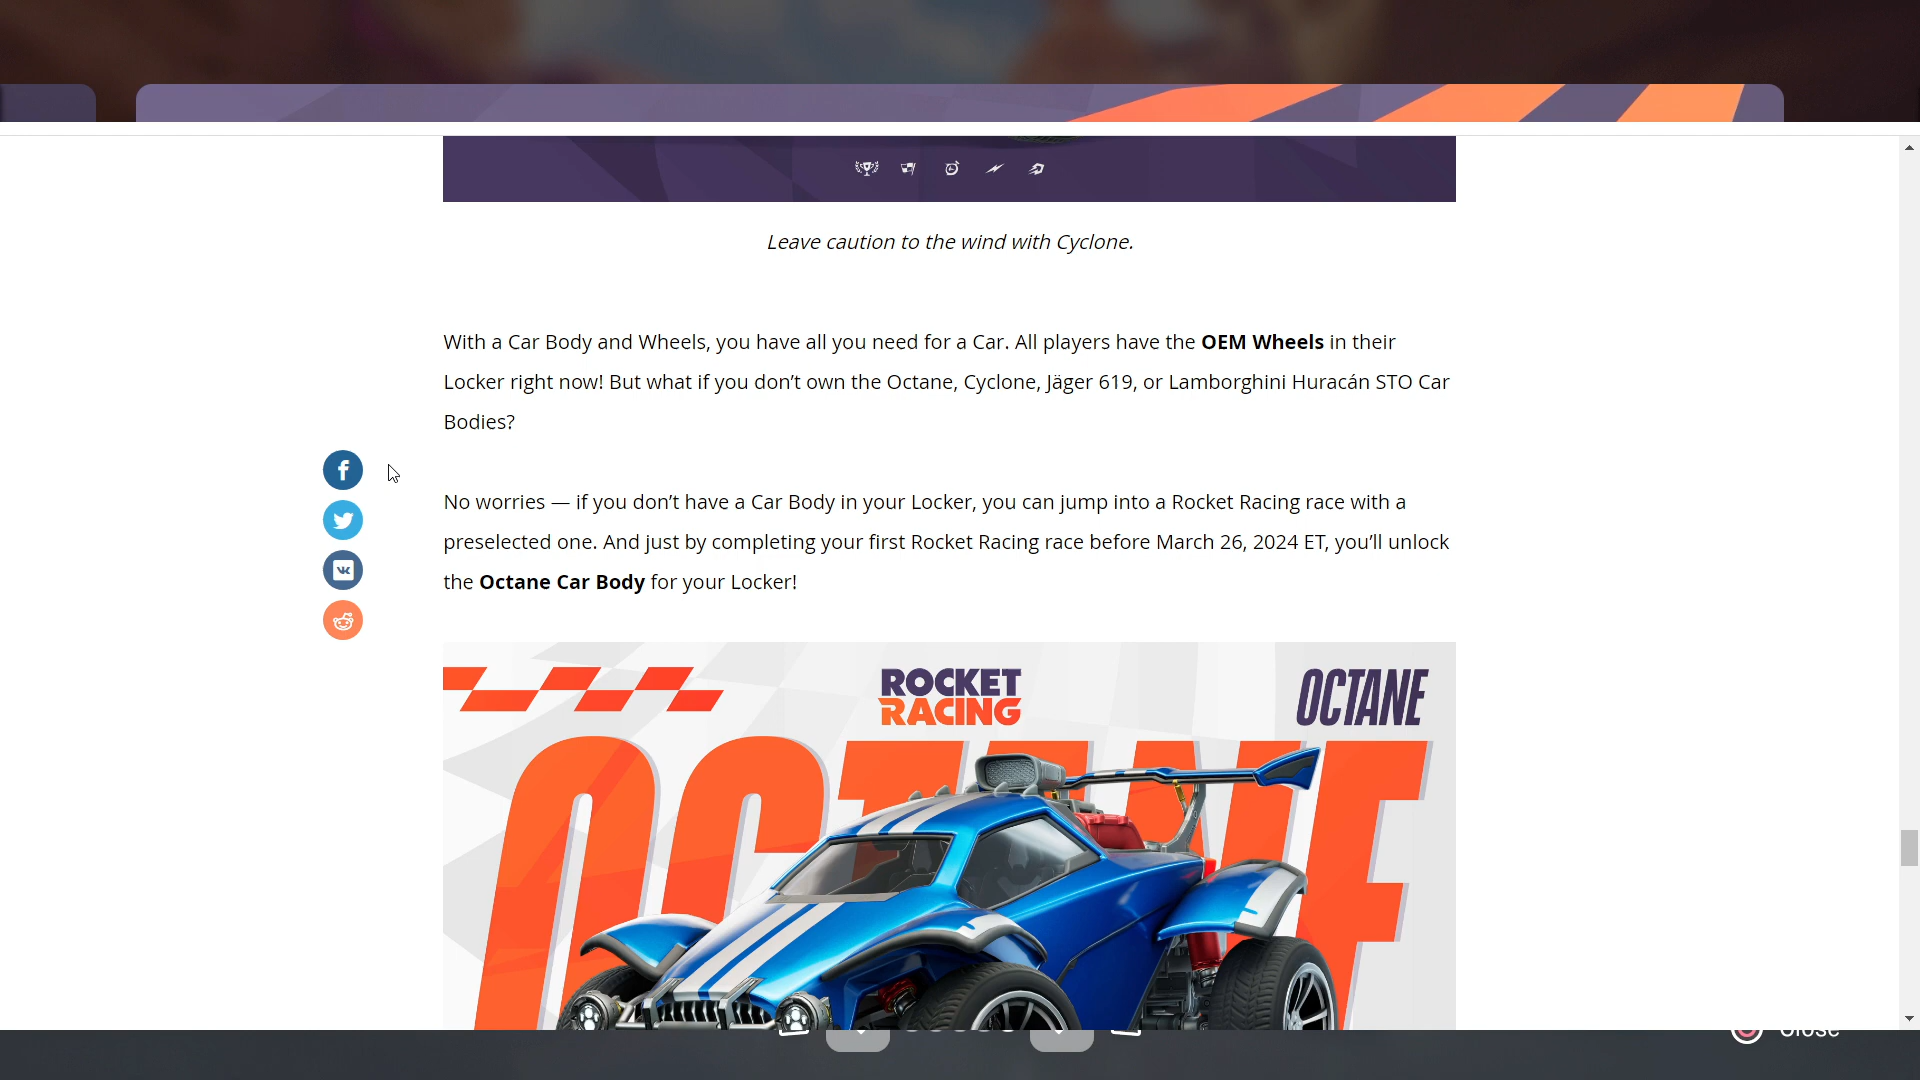 Leave caution to the wind with Cyclone.
With a Car Body and Wheels, you have all you need for a Car. All players have the OEM Wheels in their
Locker right now! But what if you don’t own the Octane, Cyclone, Jäger 619, or Lamborghini Huracán STO Car
Bodies?
No worries — if you don’t have a Car Body in your Locker, you can jump into a Rocket Racing race with a
preselected one. And just by completing your first Rocket Racing race before March 26, 2024 ET, you’ll unlock
the Octane Car Body for your Locker!
ROCKET
RACING
OCTANE
OCTANE
Close